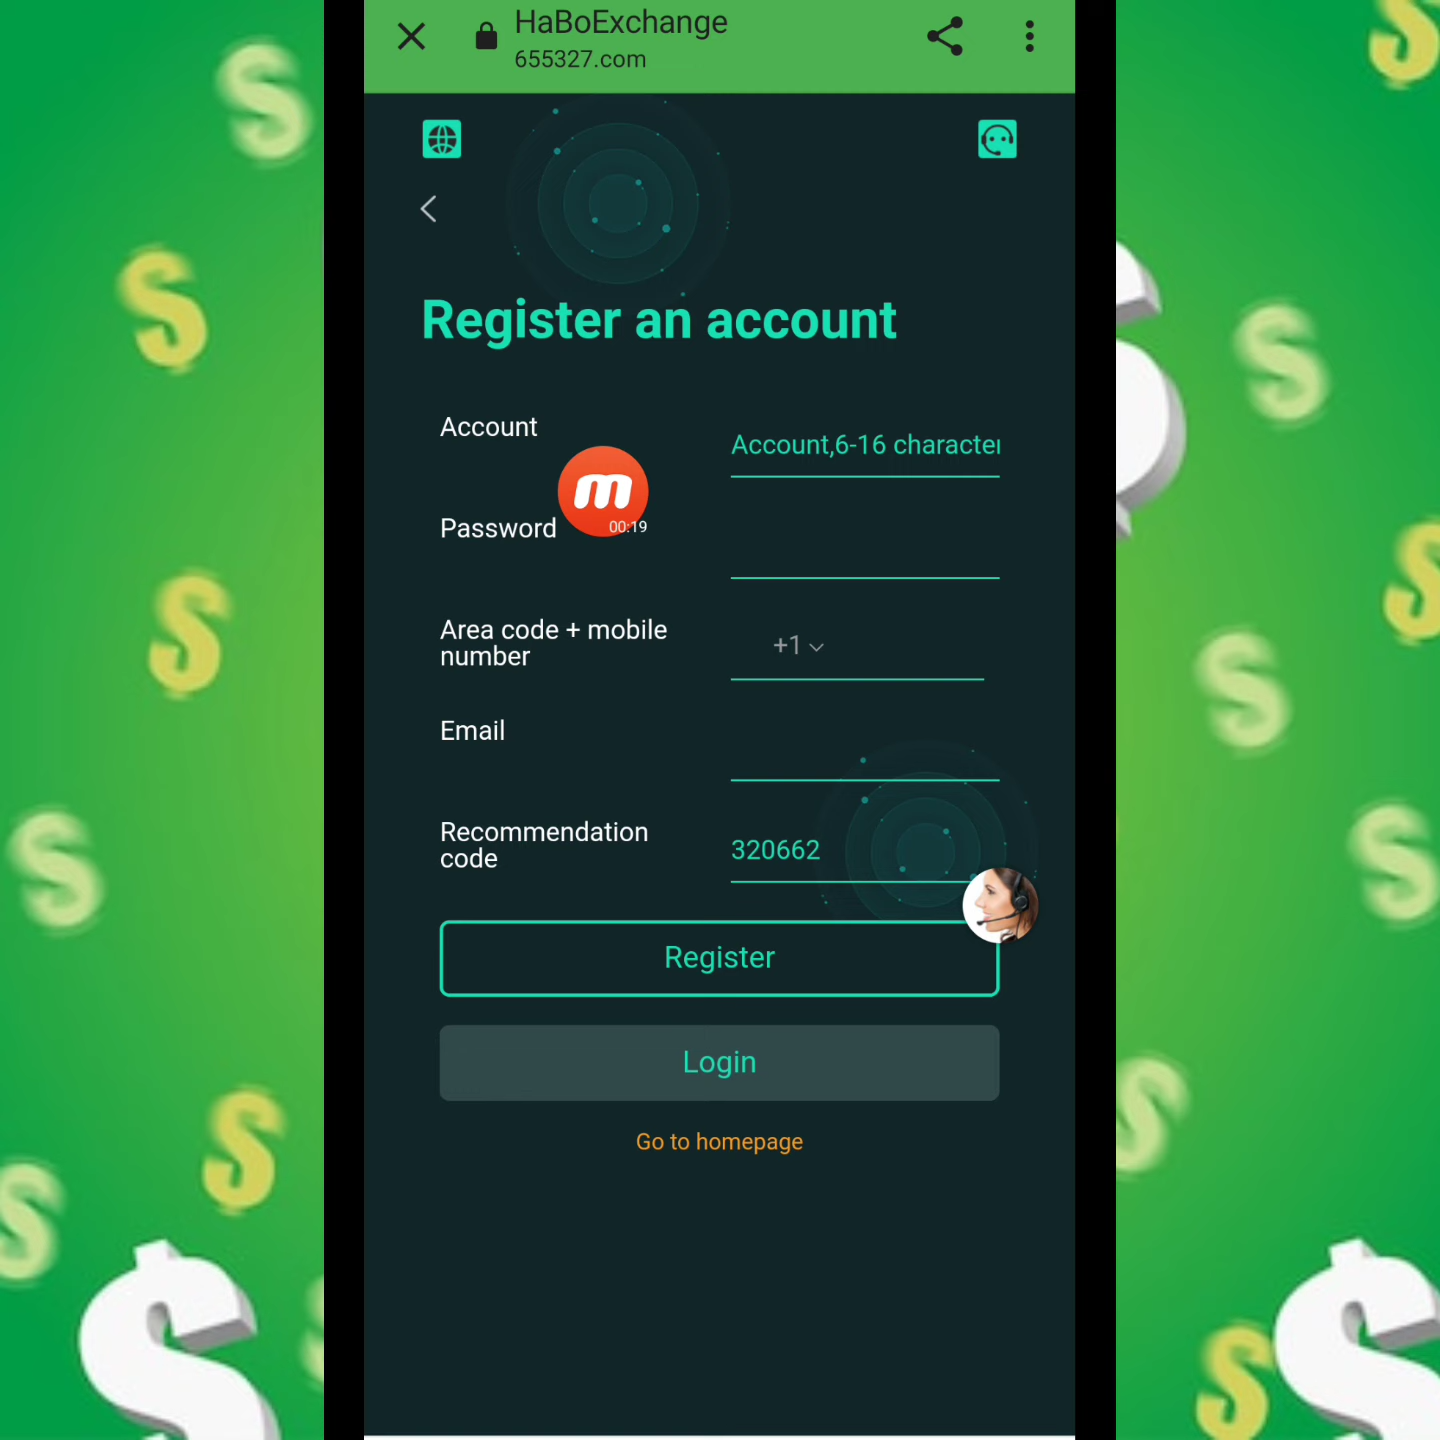 HaBoExchange
655327.com
Register an account
Account
Account,6-16 character
00:19
Password
Area code + mobile
number
+1
Email
Recommendation
code
320662
Register
Login
Go to homepage